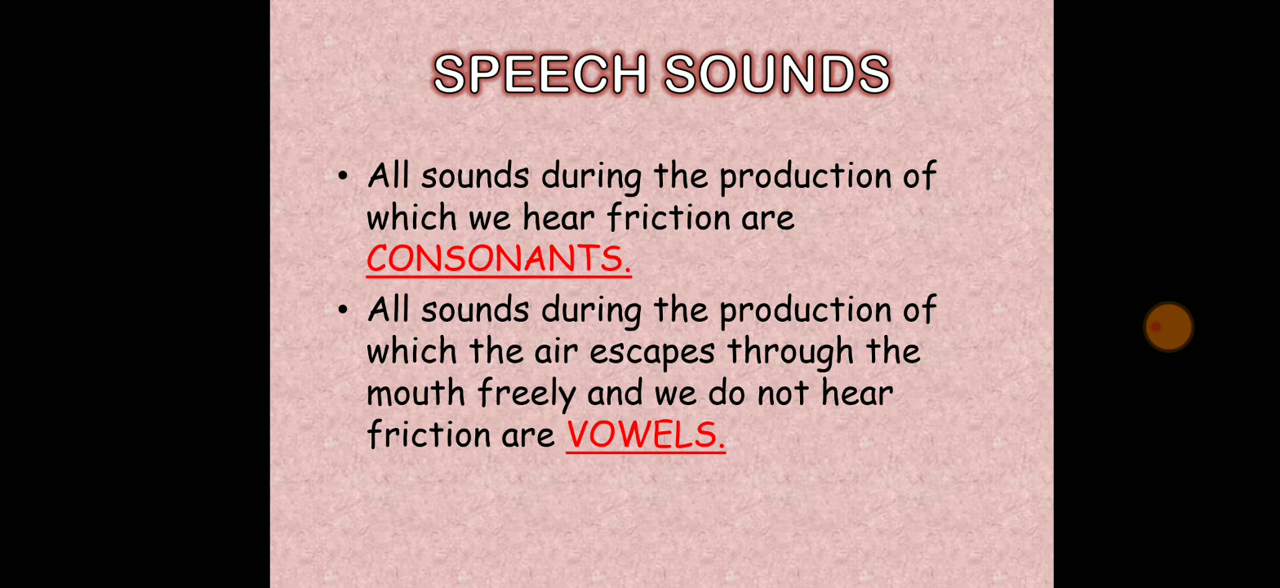 SPEECH SOUNDS
• All sounds during the production of
which we hear friction are
CONSONANTS.
• All sounds during the production of
which the air escapes through the
mouth freely and we do not hear
friction are VOWELS.